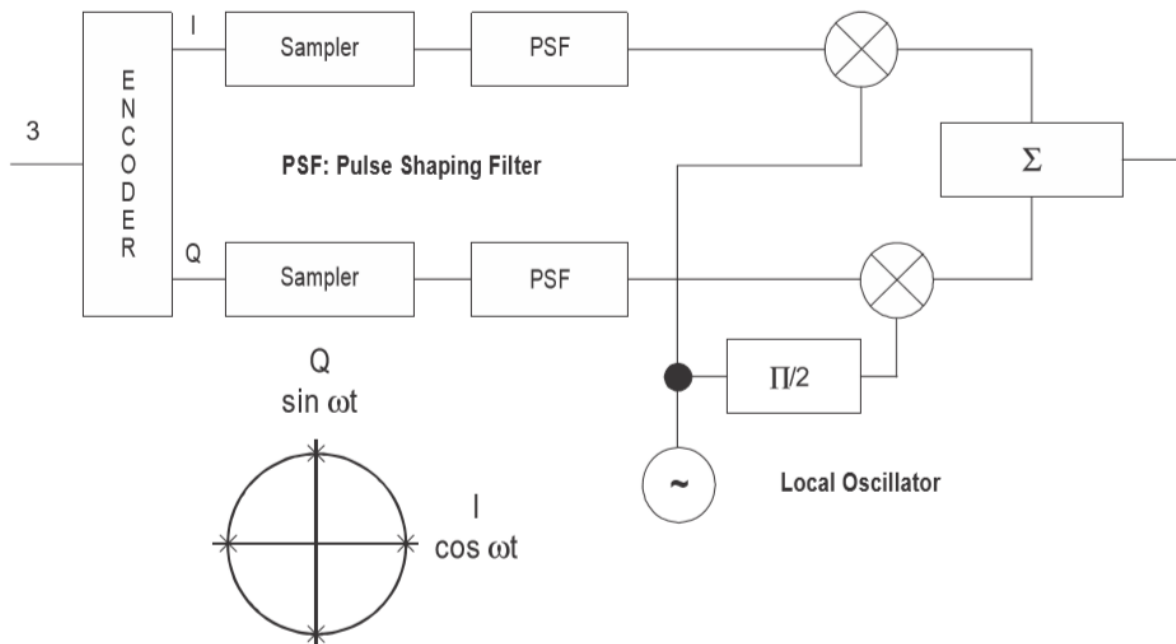 I
Sampler
PSF
ENCODER
3
PSF: Pulse Shaping Filter
Σ
Q
Sampler
PSF
Π/2
Q
sin ωt
~
Local Oscillator
I
cos ωt